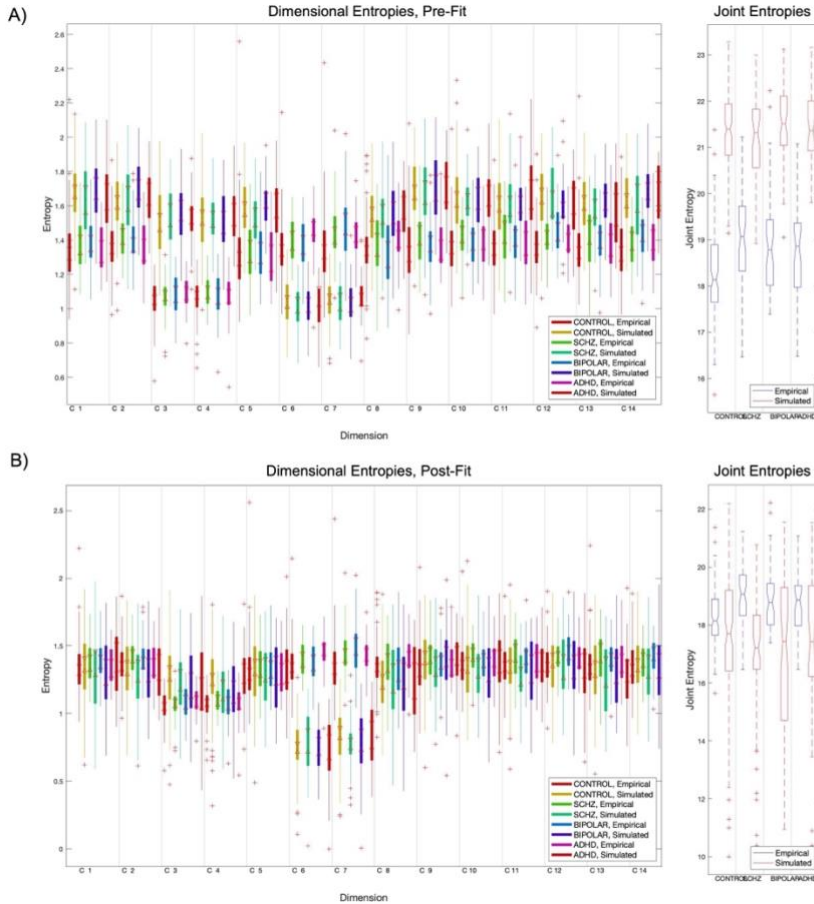 A)
Dimensional Entropies, Pre-Fit
Joint Entropies
2.6
2.4
2.2
2
1.8
1.6
1.4
1.2
1
0.8
0.6
Entropy
CONTROL, Empirical
CONTROL, Simulated
SCHZ, Empirical
SCHZ, Simulated
BIPOLAR, Empirical
BIPOLAR, Simulated
ADHD, Empirical
ADHD, Simulated
C 1 C 2 C 3 C 4 C 5 C 6 C 7 C 8 C 9 C 10 C 11 C 12 C 13 C 14
Dimension
23
22
21
20
19
18
17
16
Joint Entropy
Empirical
Simulated
CONTROL SCHZ BIPOLAR ADHD
B)
Dimensional Entropies, Post-Fit
Joint Entropies
2.5
2
1.5
1
0.5
0
Entropy
CONTROL, Empirical
CONTROL, Simulated
SCHZ, Empirical
SCHZ, Simulated
BIPOLAR, Empirical
BIPOLAR, Simulated
ADHD, Empirical
ADHD, Simulated
C 1 C 2 C 3 C 4 C 5 C 6 C 7 C 8 C 9 C 10 C 11 C 12 C 13 C 14
Dimension
22
20
18
16
14
12
10
Joint Entropy
Empirical
Simulated
CONTROL SCHZ BIPOLAR ADHD